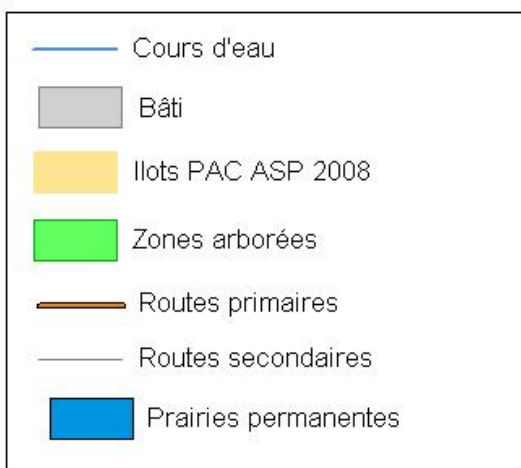 Cours d'eau
Bâti
Ilots PAC ASP 2008
Zones arborées
Routes primaires
Routes secondaires
Prairies permanentes